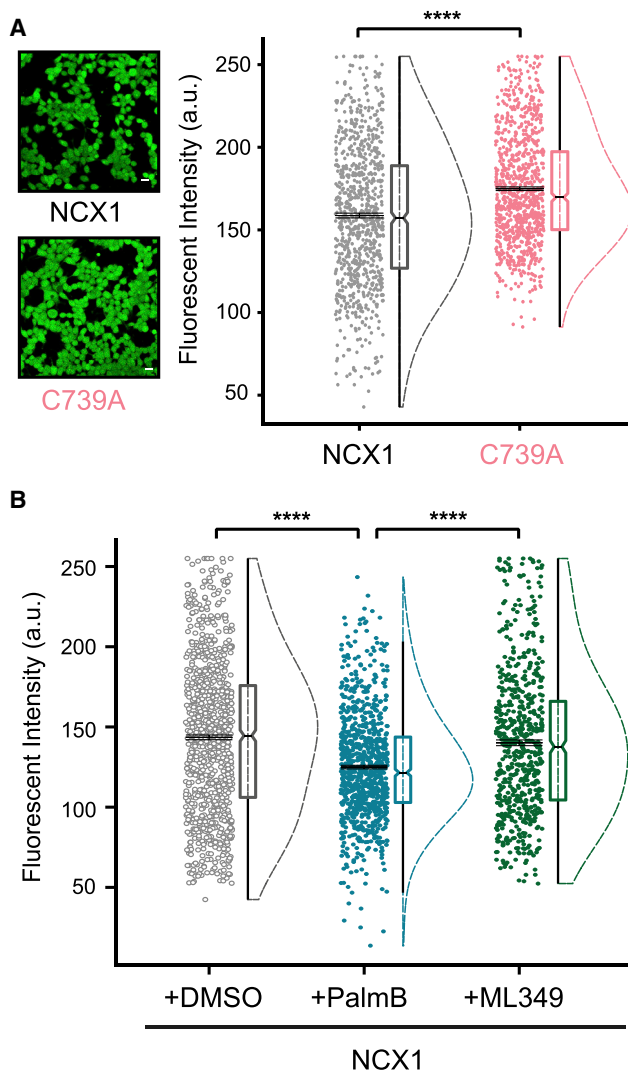 A
NCX1
C739A
Fluorescent Intensity (a.u.)
250
200
150
100
50
****
NCX1
C739A
B
Fluorescent Intensity (a.u.)
250
200
150
100
50
**** ****
+DMSO +PalmB +ML349
NCX1